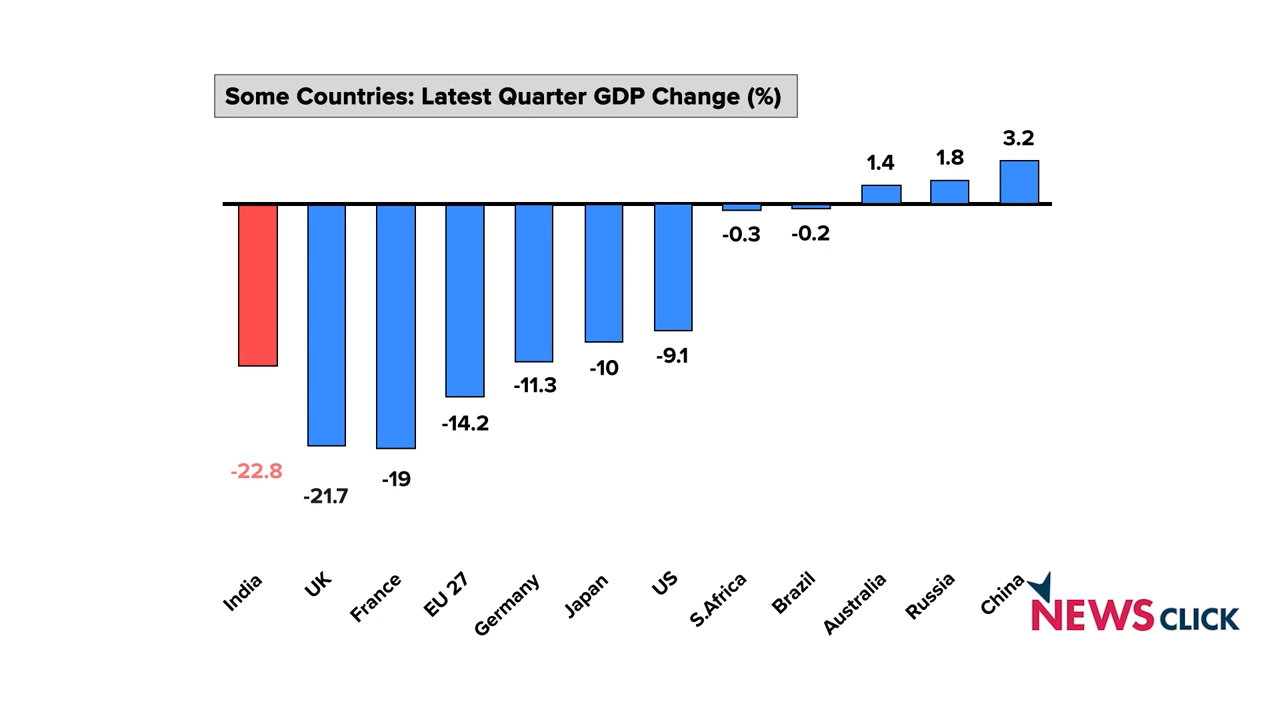 Some Countries: Latest Quarter GDP Change (%)
1.4 1.8 3.2
-0.3 -0.2
-22.8 -21.7 -19 -14.2 -11.3 -10 -9.1
India UK France EU 27 Germany Japan US S.Africa Brazil Australia Russia China
NEWS CLICK